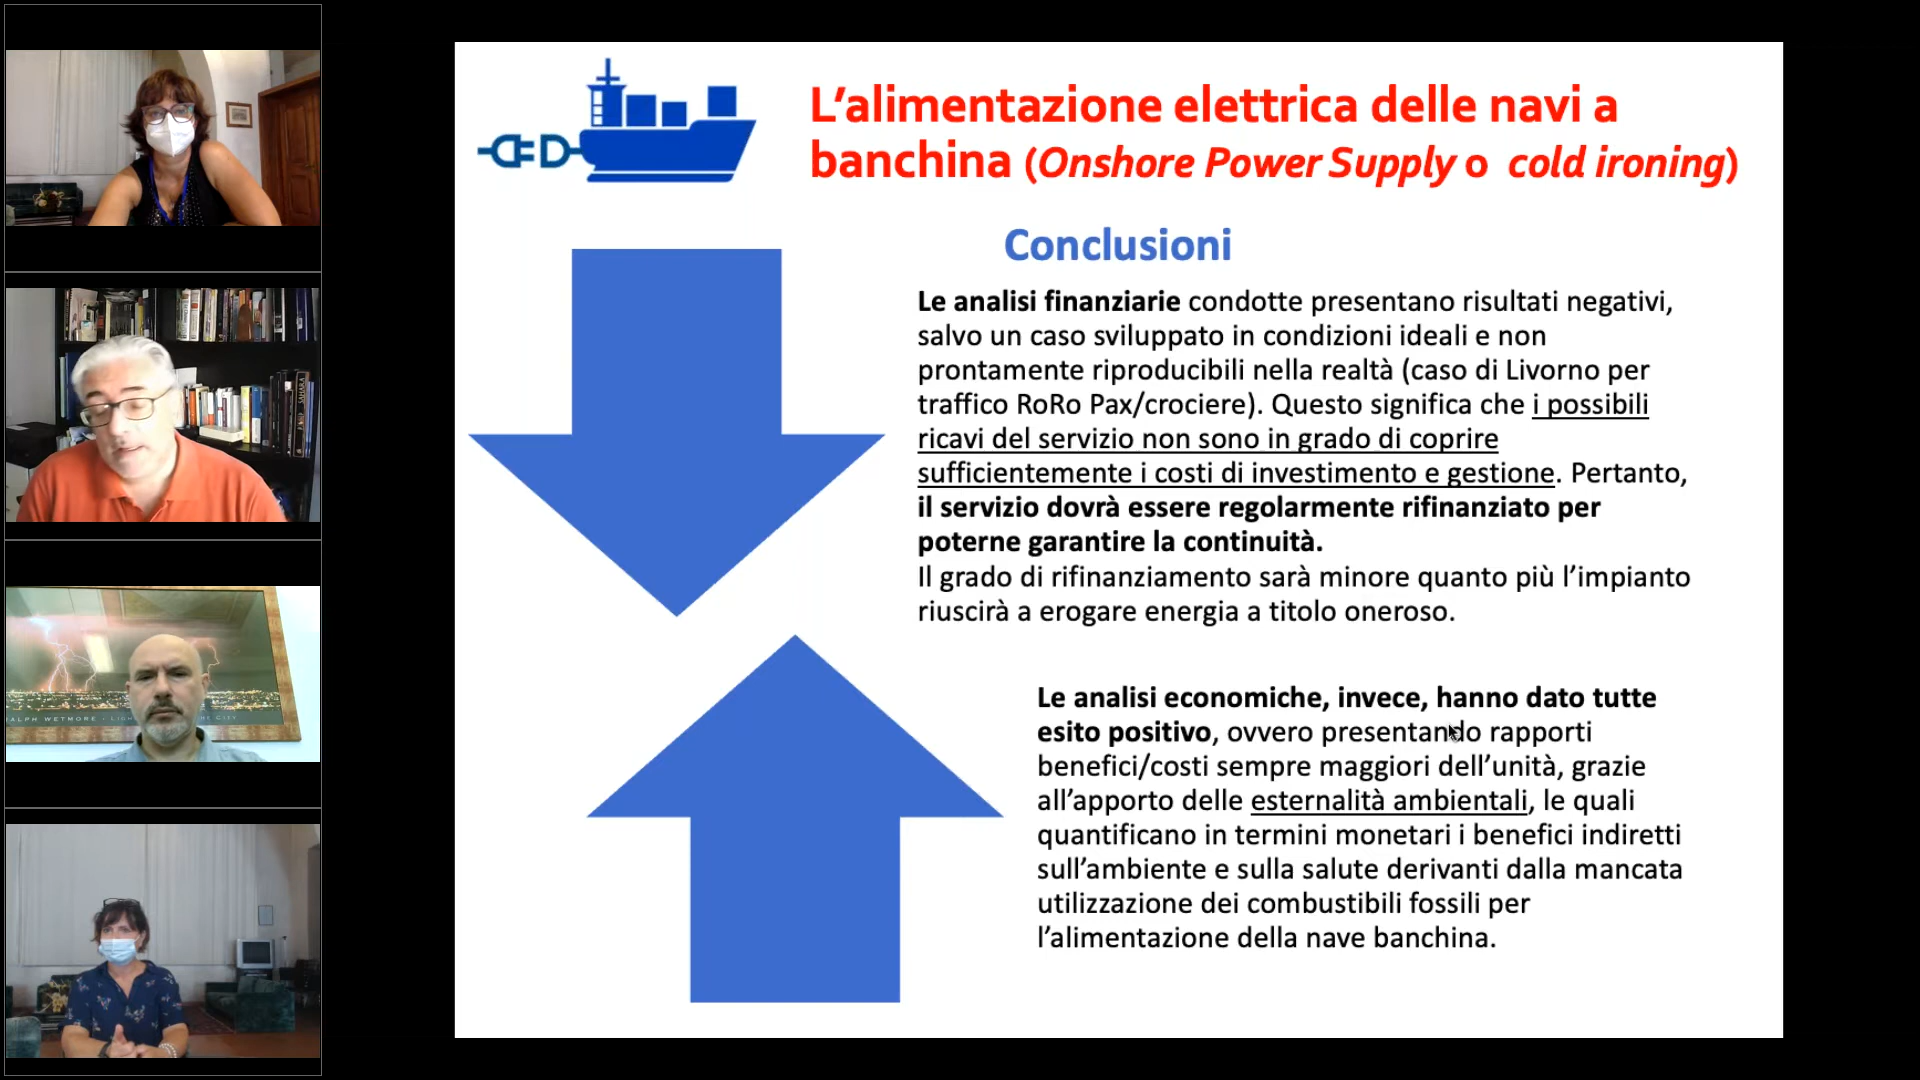 L’alimentazione elettrica delle navi a
banchina (Onshore Power Supply o cold ironing)
Conclusioni
Le analisi finanziarie condotte presentano risultati negativi,
salvo un caso sviluppato in condizioni ideali e non
prontamente riproducibili nella realtà (caso di Livorno per
traffico RoRo Pax/crociere). Questo significa che i possibili
ricavi del servizio non sono in grado di coprire
sufficientemente i costi di investimento e gestione. Pertanto,
il servizio dovrà essere regolarmente rifinanziato per
poterne garantire la continuità.
Il grado di rifinanziamento sarà minore quanto più l’impianto
riuscirà a erogare energia a titolo oneroso.
Le analisi economiche, invece, hanno dato tutte
esito positivo, ovvero presentando rapporti
benefici/costi sempre maggiori dell’unità, grazie
all’apporto delle esternalità ambientali, le quali
quantificano in termini monetari i benefici indiretti
sull’ambiente e sulla salute derivanti dalla mancata
utilizzazione dei combustibili fossili per
l’alimentazione della nave banchina.
SAHARA
WETMORE